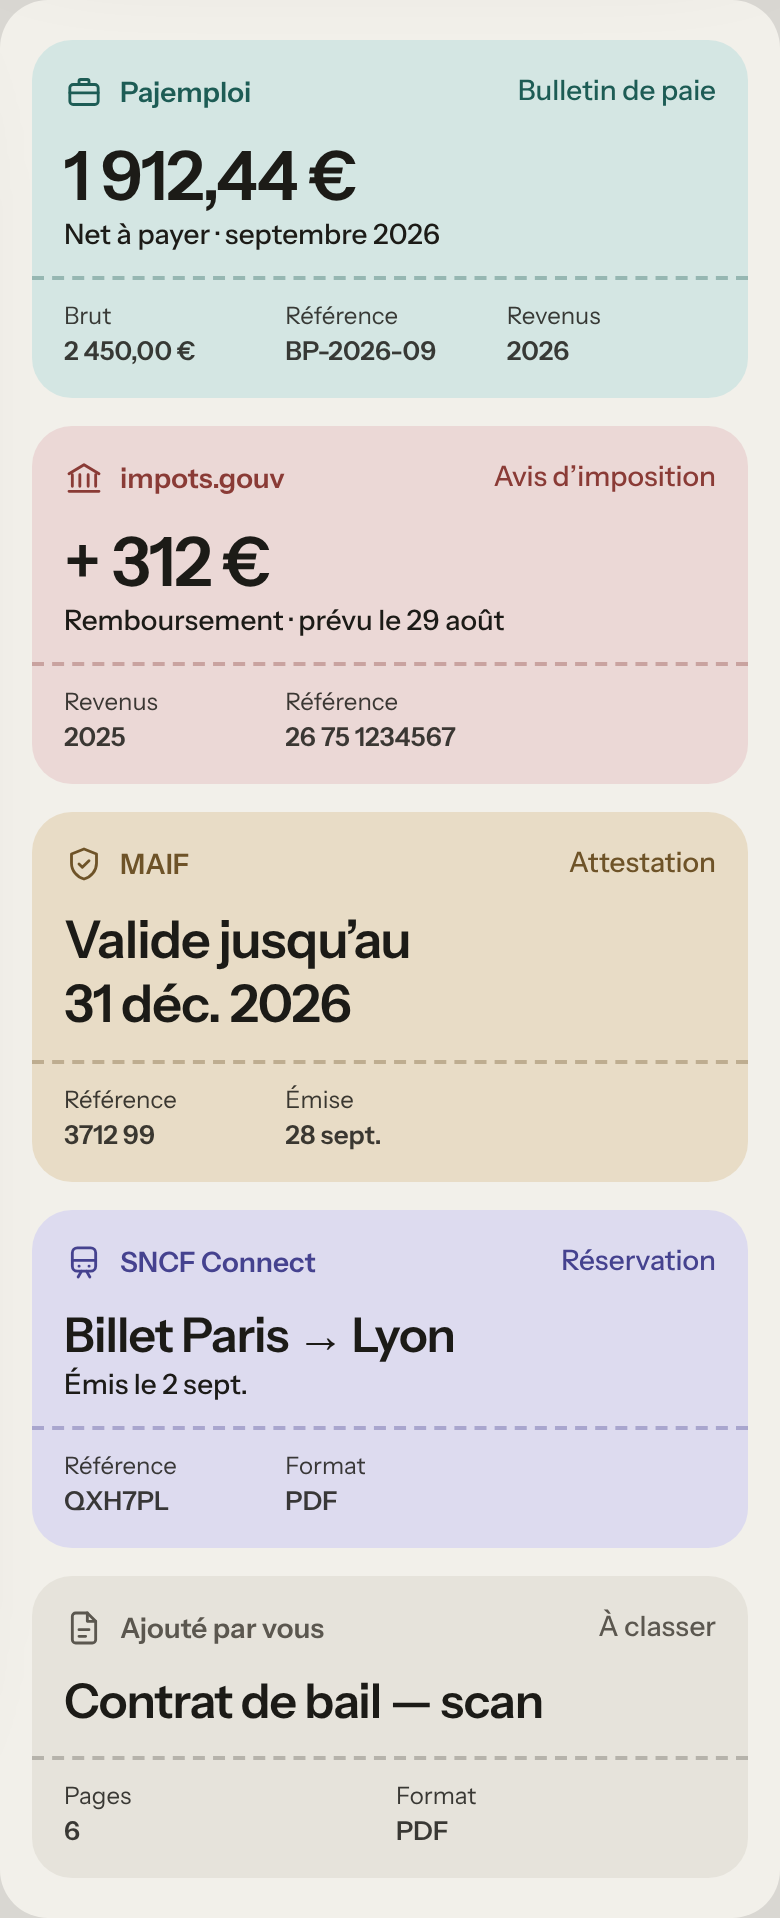 Pajemploi Bulletin de paie
1 912,44 €
Net à payer · septembre 2026
Brut Référence Revenus
2 450,00 € BP-2026-09 2026
impots.gouv Avis d’imposition
+ 312 €
Remboursement · prévu le 29 août
Revenus Référence
2025 26 75 1234567
MAIF Attestation
Valide jusqu’au
31 déc. 2026
Référence Émise
3712 99 28 sept.
SNCF Connect Réservation
Billet Paris → Lyon
Émis le 2 sept.
Référence Format
QXH7PL PDF
Ajouté par vous À classer
Contrat de bail — scan
Pages Format
6 PDF